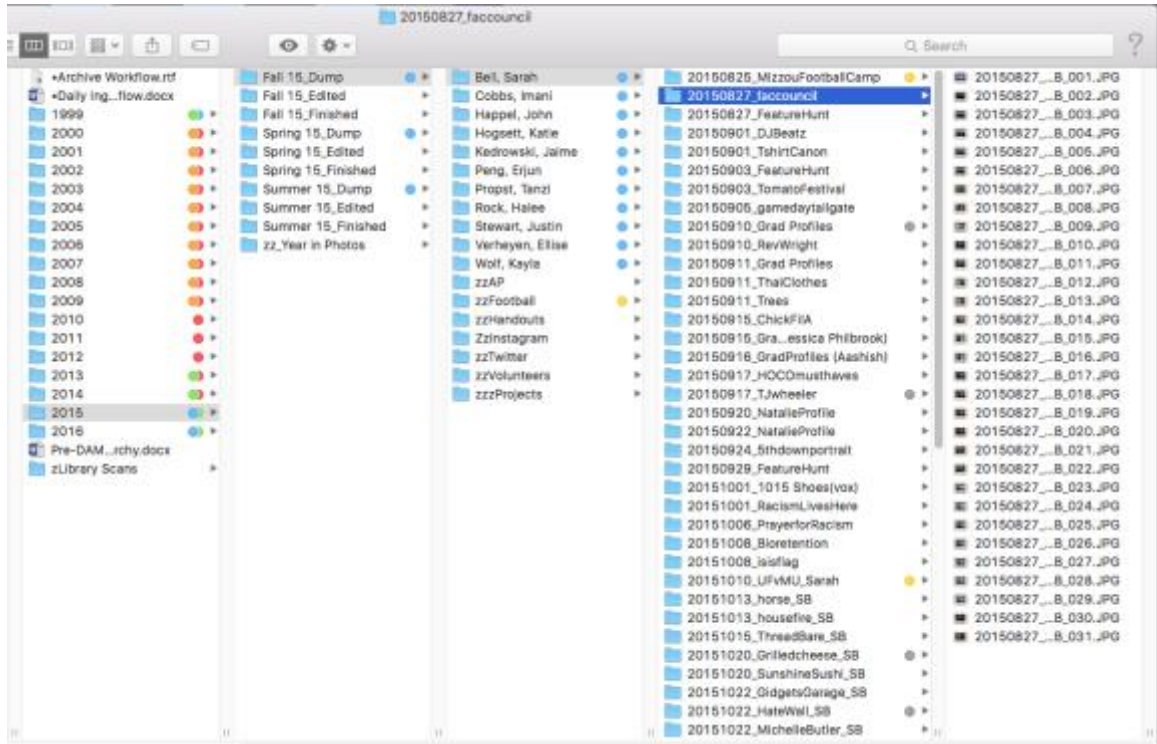 20150827_faccouncil
Search
?
•Archive Workflow.rtf
•Daily ing...flow.docx
1999
2000
2001
2002
2003
2004
2005
2006
2007
2008
2009
2010
2011
2012
2013
2014
2015
2016
Pre-DAM...rchy.docx
zLibrary Scans
Fall 15_Dump
Fall 15_Edited
Fall 15_Finished
Spring 15_Dump
Spring 15_Edited
Spring 15_Finished
Summer 15_Dump
Summer 15_Edited
Summer 15_Finished
zz_Year in Photos
Bell, Sarah
Cobbs, Imani
Happel, John
Hogsett, Katie
Kedrowski, Jaime
Peng, Erjun
Propst, Tanzi
Rock, Halee
Stewart, Justin
Verheyen, Ellise
Wolf, Kayla
zzAP
zzFootball
zzHandouts
ZzInstagram
zzTwitter
zzVolunteers
zzzProjects
20150825_MizzouFootballCamp
20150827_faccouncil
20150827_FeatureHunt
20150901_DJBeatz
20150901_TshirtCanon
20150903_FeatureHunt
20150903_TomatoFestival
20150905_gamedaytailgate
20150910_Grad Profiles
20150910_RevWright
20150911_Grad Profiles
20150911_ThaiClothes
20150911_Trees
20150915_ChickFilA
20150915_Gra...essica Philbrook)
20150916_GradProfiles (Aashish)
20150917_HOCOmusthaves
20150917_TJwheeler
20150920_NatalieProfile
20150922_NatalieProfile
20150924_5thdownportrait
20150929_FeatureHunt
20151001_1015 Shoes(vox)
20151001_RacismLivesHere
20151006_PrayerforRacism
20151008_Bioretention
20151008_isisflag
20151010_UFvMU_Sarah
20151013_horse_SB
20151013_housefire_SB
20151015_ThreadBare_SB
20151020_Grilledcheese_SB
20151020_SunshineSushi_SB
20151022_GidgetsGarage_SB
20151022_HateWall_SB
20151022_MichelleButler_SB
20150827_...B_001.JPG
20150827_...B_002.JPG
20150827_...B_003.JPG
20150827_...B_004.JPG
20150827_...B_005.JPG
20150827_...B_006.JPG
20150827_...B_007.JPG
20150827_...B_008.JPG
20150827_...B_009.JPG
20150827_...B_010.JPG
20150827_...B_011.JPG
20150827_...B_012.JPG
20150827_...B_013.JPG
20150827_...B_014.JPG
20150827_...B_015.JPG
20150827_...B_016.JPG
20150827_...B_017.JPG
20150827_...B_018.JPG
20150827_...B_019.JPG
20150827_...B_020.JPG
20150827_...B_021.JPG
20150827_...B_022.JPG
20150827_...B_023.JPG
20150827_...B_024.JPG
20150827_...B_025.JPG
20150827_...B_026.JPG
20150827_...B_027.JPG
20150827_...B_028.JPG
20150827_...B_029.JPG
20150827_...B_030.JPG
20150827_...B_031.JPG